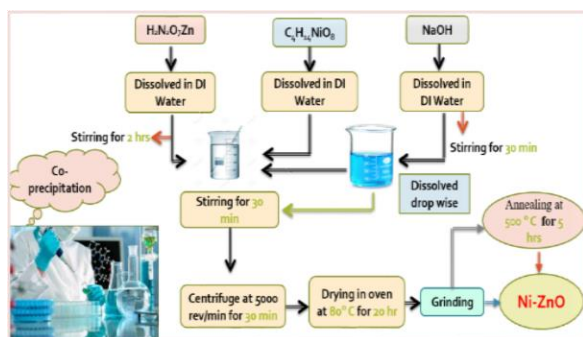 H₂N₂O₇Zn
C₄H₁₄NiO₈
NaOH
Dissolved in DI
Water
Dissolved in DI
Water
Dissolved in
DI Water
Stirring for 2 hrs
Stirring for 30 min
Co-
precipitation
Dissolved
drop wise
Stirring for 30
min
Annealing at
500 °C for 5
hrs
Centrifuge at 5000
rev/min for 30 min
Drying in oven
at 80°C for 20 hr
Grinding
Ni-ZnO